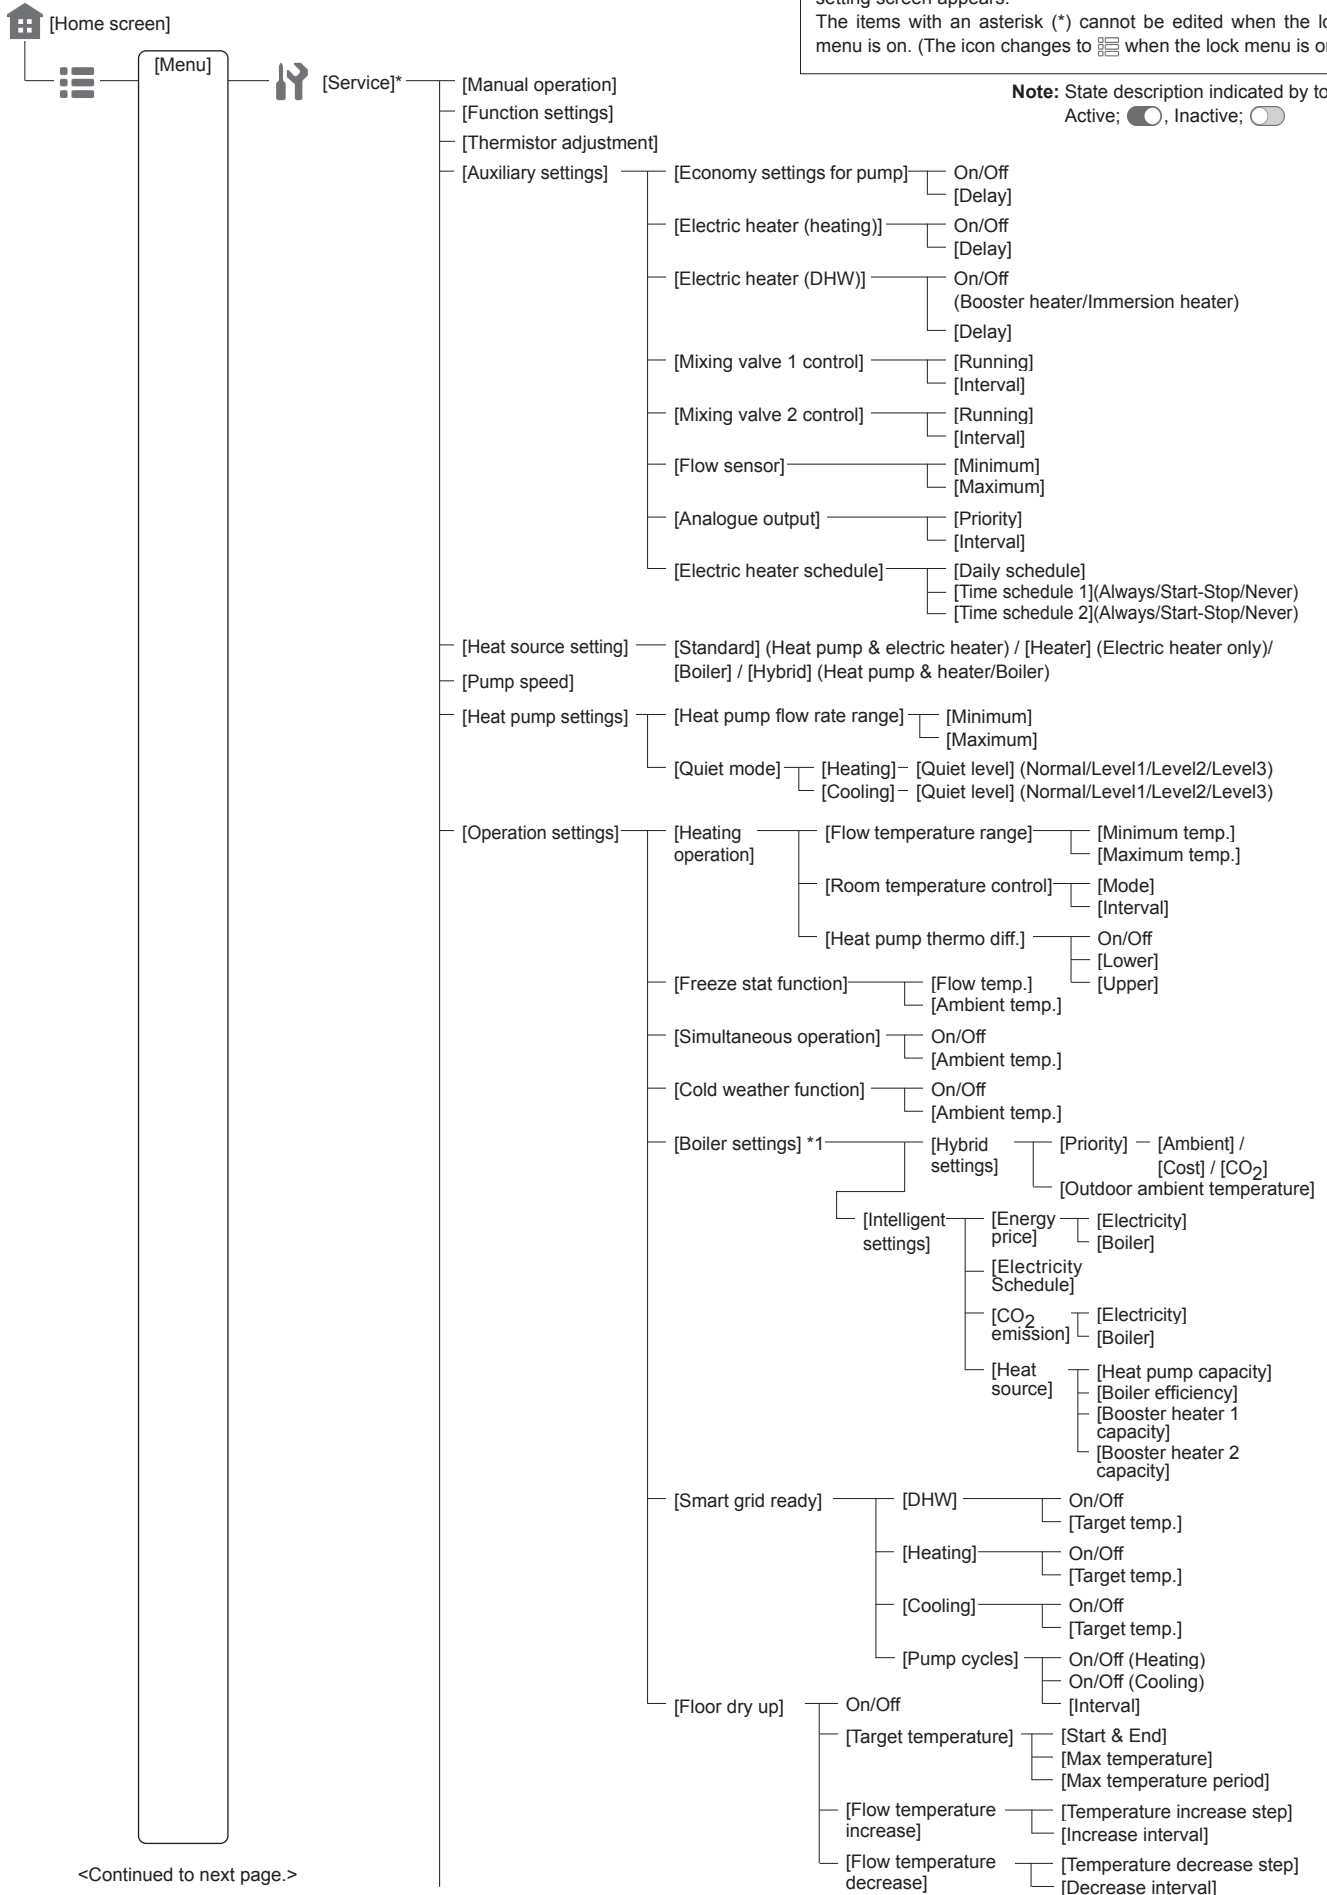 setting screen appears.
The items with an asterisk (*) cannot be edited when the
menu is on. (The icon changes to when the lock menu is
[Home screen]
[Menu]
[Service]*
Note: State description indicated by
Active; , Inactive;
[Manual operation]
[Function settings]
[Thermistor adjustment]
[Auxiliary settings]
[Economy settings for pump]
On/Off
[Delay]
[Electric heater (heating)]
On/Off
[Delay]
[Electric heater (DHW)]
On/Off
(Booster heater/Immersion heater)
[Delay]
[Mixing valve 1 control]
[Running]
[Interval]
[Mixing valve 2 control]
[Running]
[Interval]
[Flow sensor]
[Minimum]
[Maximum]
[Analogue output]
[Priority]
[Interval]
[Electric heater schedule]
[Daily schedule]
[Time schedule 1](Always/Start-Stop/Never)
[Time schedule 2](Always/Start-Stop/Never)
[Heat source setting]
[Standard] (Heat pump & electric heater) / [Heater] (Electric heater only)/
[Boiler] / [Hybrid] (Heat pump & heater/Boiler)
[Pump speed]
[Heat pump settings]
[Heat pump flow rate range]
[Minimum]
[Maximum]
[Quiet mode]
[Heating]
[Quiet level] (Normal/Level1/Level2/Level3)
[Cooling]
[Quiet level] (Normal/Level1/Level2/Level3)
[Operation settings]
[Heating
operation]
[Flow temperature range]
[Minimum temp.]
[Maximum temp.]
[Room temperature control]
[Mode]
[Interval]
[Heat pump thermo diff.]
On/Off
[Lower]
[Upper]
[Freeze stat function]
[Flow temp.]
[Ambient temp.]
[Simultaneous operation]
On/Off
[Ambient temp.]
[Cold weather function]
On/Off
[Ambient temp.]
[Boiler settings] *1
[Hybrid
settings]
[Priority]
[Ambient] /
[Cost] / [CO2]
[Outdoor ambient temperature]
[Intelligent
settings]
[Energy
price]
[Electricity]
[Boiler]
[Electricity
Schedule]
[CO2
emission]
[Electricity]
[Boiler]
[Heat
source]
[Heat pump capacity]
[Boiler efficiency]
[Booster heater 1
capacity]
[Booster heater 2
capacity]
[Smart grid ready]
[DHW]
On/Off
[Target temp.]
[Heating]
On/Off
[Target temp.]
[Cooling]
On/Off
[Target temp.]
[Pump cycles]
On/Off (Heating)
On/Off (Cooling)
[Interval]
[Floor dry up]
On/Off
[Target temperature]
[Start & End]
[Max temperature]
[Max temperature period]
[Flow temperature
increase]
[Temperature increase step]
[Increase interval]
[Flow temperature
decrease]
[Temperature decrease step]
[Decrease interval]
<Continued to next page.>